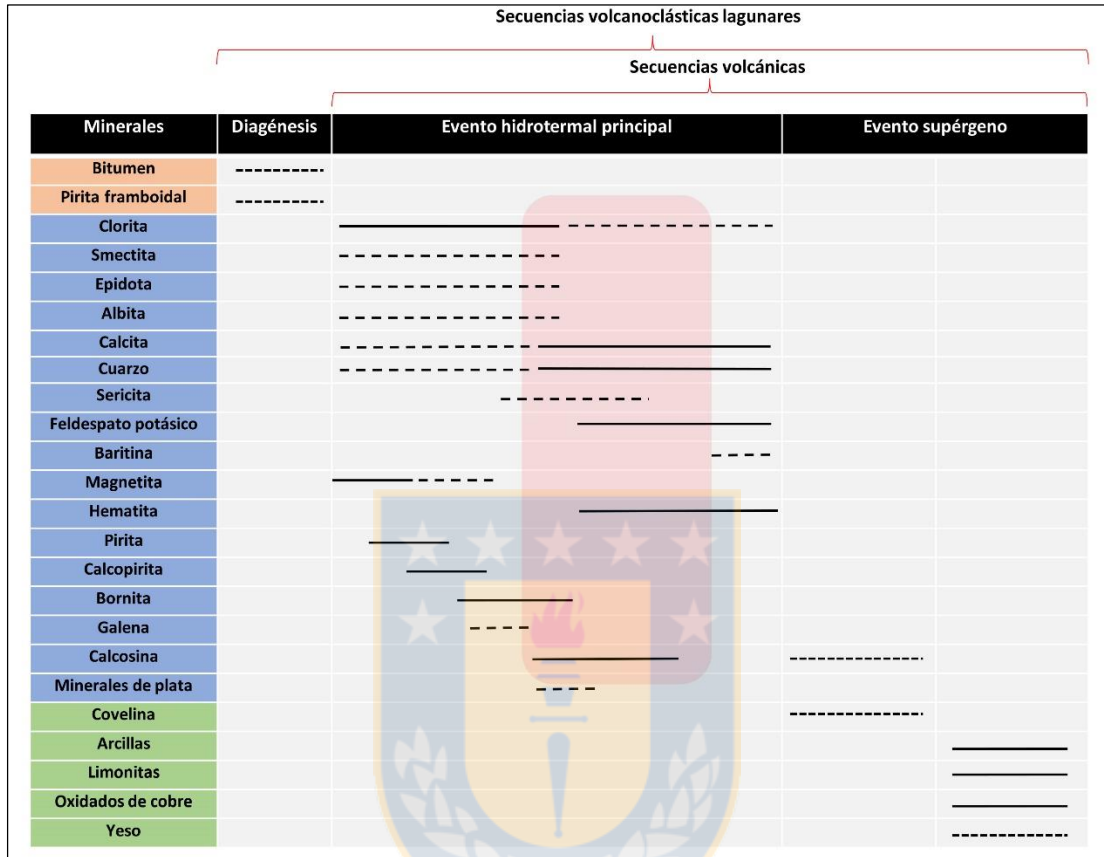 Secuencias volcanoclásticas lagunares
Secuencias volcánicas
Minerales Diagénesis Evento hidrotermal principal Evento supérgeno
Bitumen
Pirita framboidal
Clorita
Smectita
Epidota
Albita
Calcita
Cuarzo
Sericita
Feldespato potásico
Baritina
Magnetita
Hematita
Pirita
Calcopirita
Bornita
Galena
Calcosina
Minerales de plata
Covelina
Arcillas
Limonitas
Oxidados de cobre
Yeso